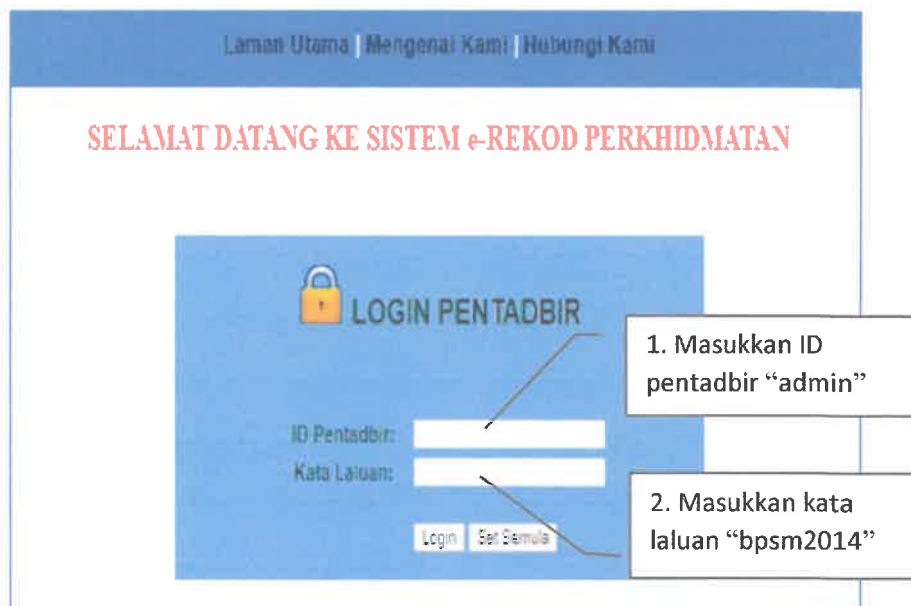 Laman Utama | Mengenai Kami | Hubungi Kami
SELAMAT DATANG KE SISTEM e-REKOD PERKHIDMATAN
LOGIN PENTADBIR
1. Masukkan ID
pentadbir “admin”
ID Pentadbir:
Kata Laluan:
2. Masukkan kata
laluan “bpsm2014”
Login Set Semula